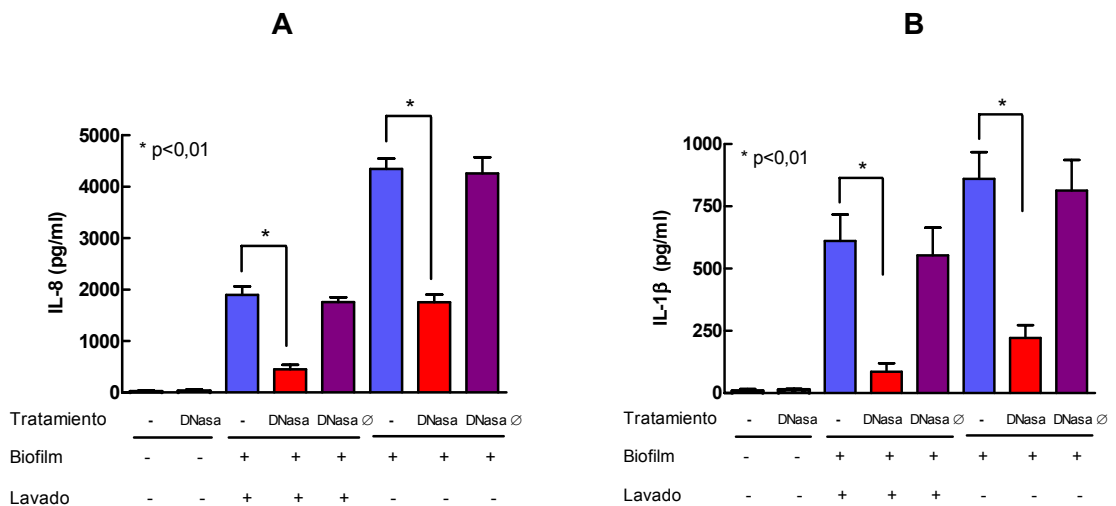 A
IL-8 (pg/ml)
5000
4000
3000
2000
1000
0
* p<0,01
*
*
Tratamiento - DNasa - DNasa DNasa ∅ - DNasa DNasa ∅
Biofilm - - + + + + + +
Lavado - - + + + - - -
B
IL-1β (pg/ml)
1000
750
500
250
0
* p<0,01
*
*
Tratamiento - DNasa - DNasa DNasa ∅ - DNasa DNasa ∅
Biofilm - - + + + + + +
Lavado - - + + + - - -